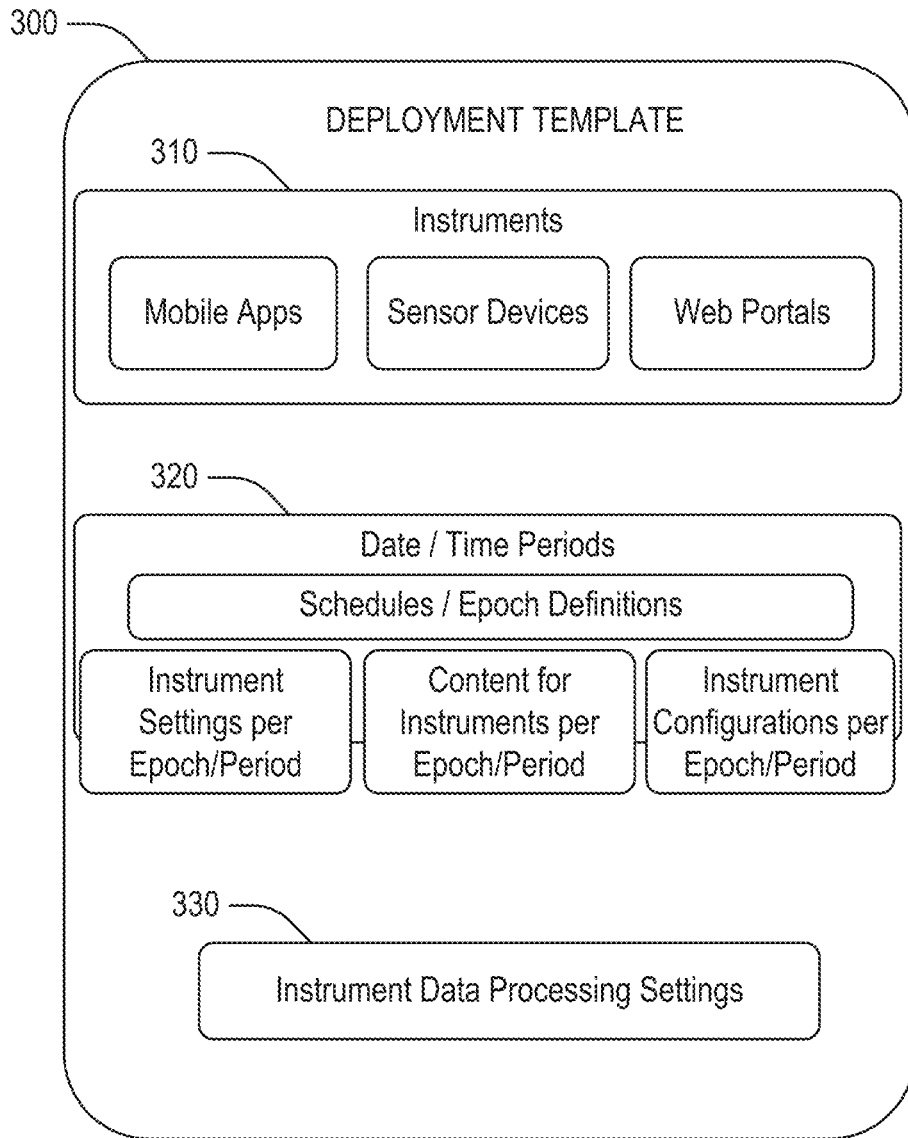 300
DEPLOYMENT TEMPLATE
310
Instruments
Mobile Apps
Sensor Devices
Web Portals
320
Date / Time Periods
Schedules / Epoch Definitions
Instrument
Settings per
Epoch/Period
Content for
Instruments per
Epoch/Period
Instrument
Configurations per
Epoch/Period
330
Instrument Data Processing Settings